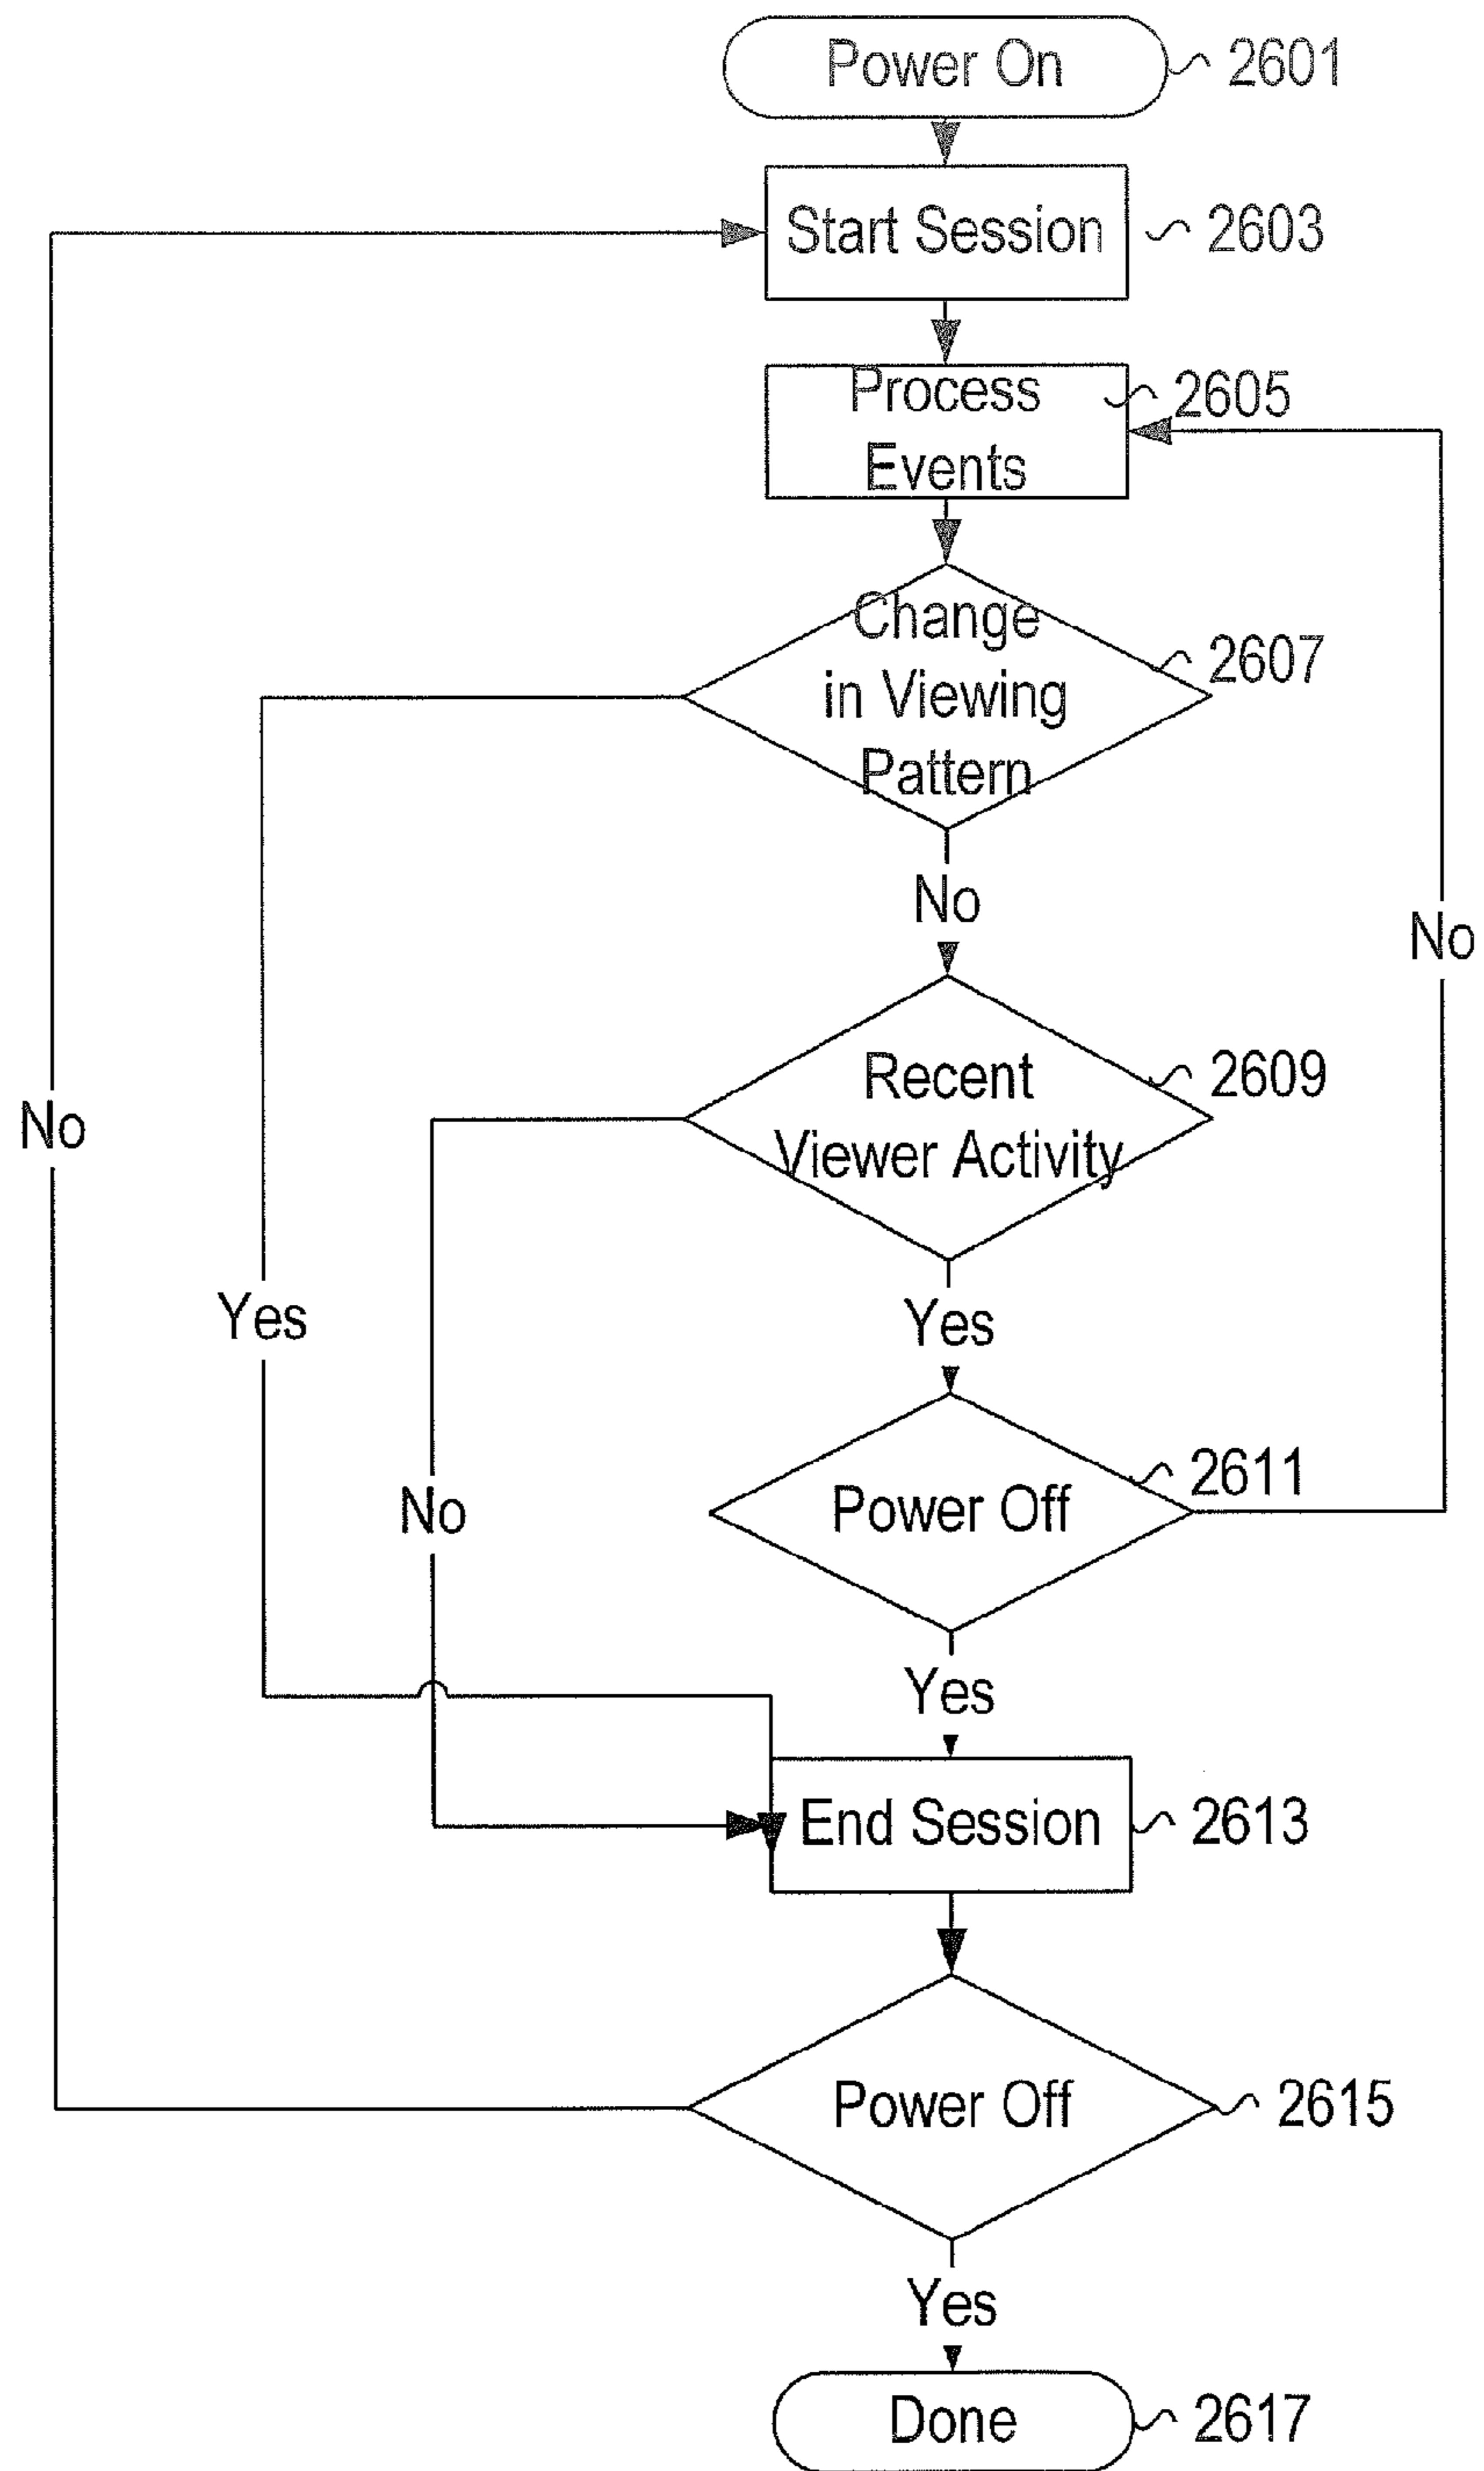 Power On
2601
Start Session
2603
Process
Events
2605
Change
in Viewing
Pattern
2607
No
No
Recent
Viewer Activity
2609
No
Yes
Yes
Power Off
2611
No
Yes
End Session
2613
Power Off
2615
Yes
Done
2617